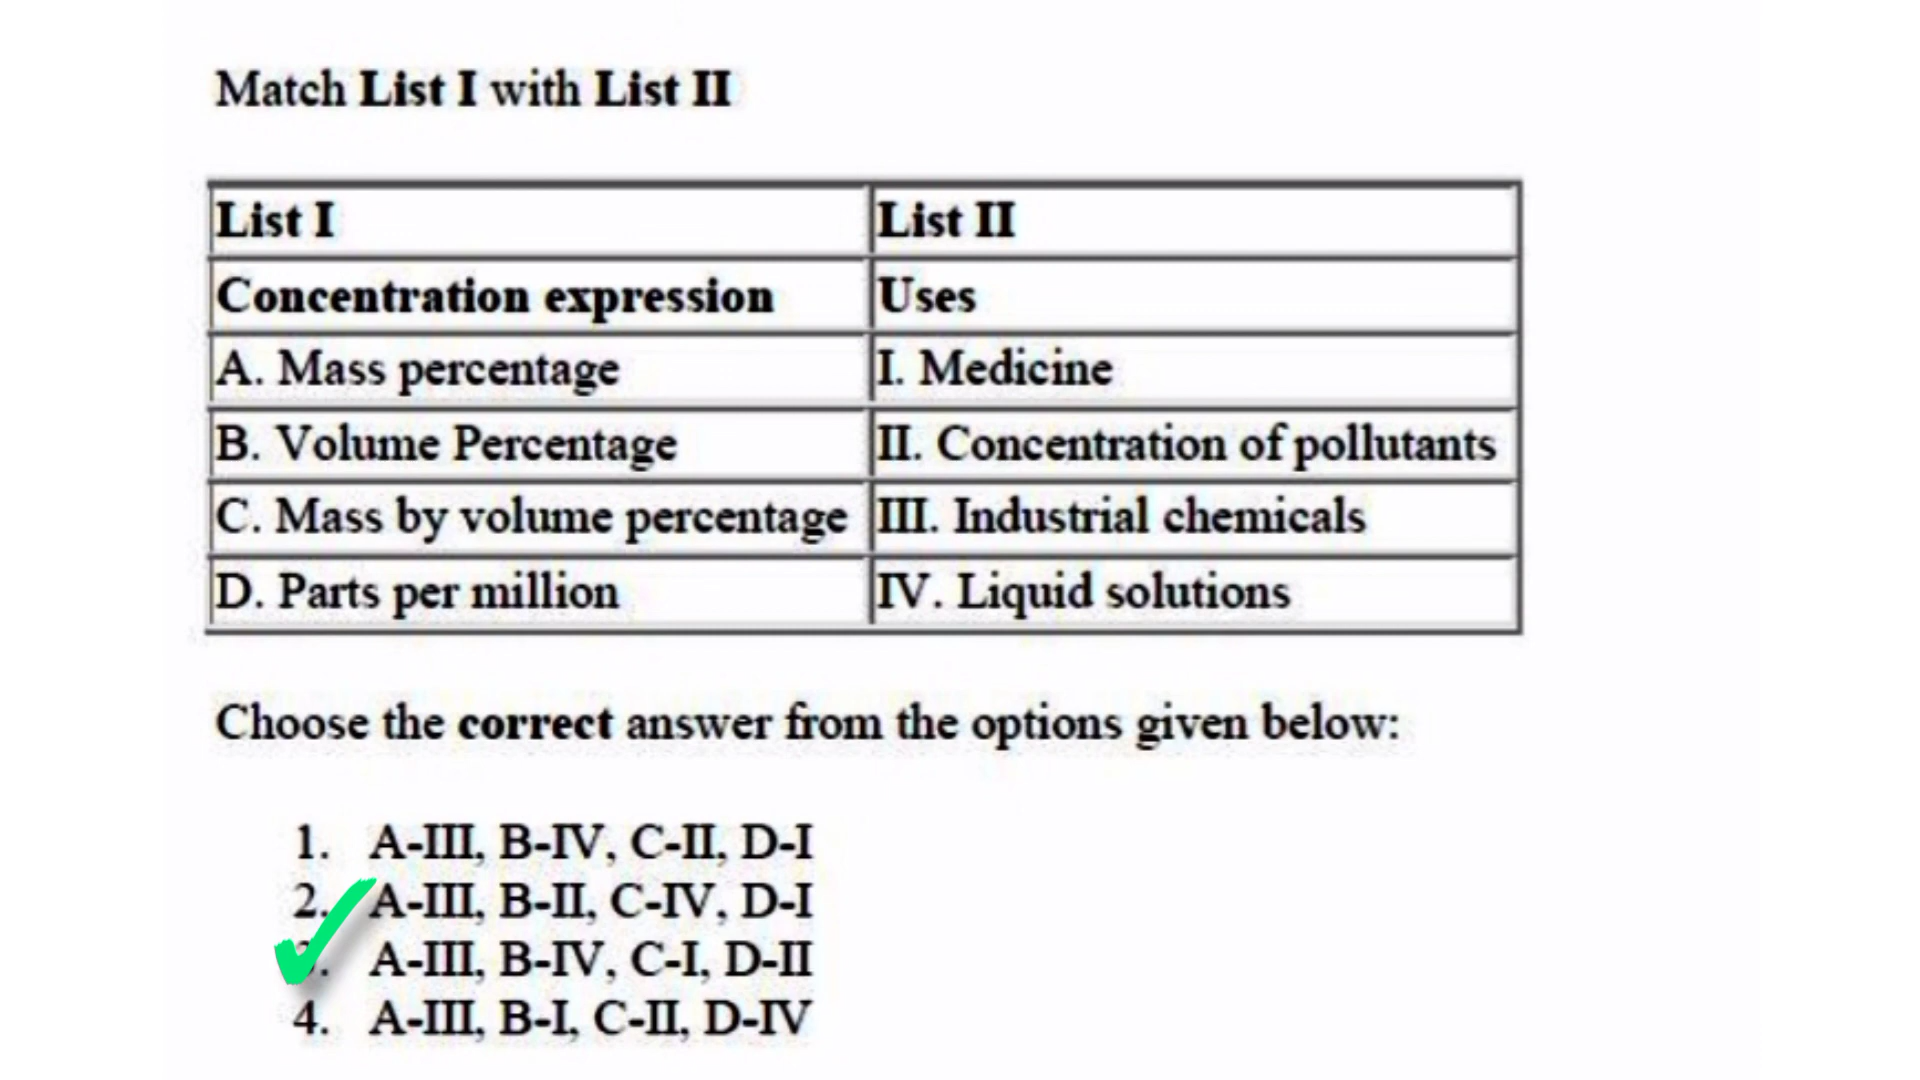 Match List I with List II
List I List II
Concentration expression Uses
A. Mass percentage I. Medicine
B. Volume Percentage II. Concentration of pollutants
C. Mass by volume percentage III. Industrial chemicals
D. Parts per million IV. Liquid solutions
Choose the correct answer from the options given below:
1. A-III, B-IV, C-II, D-I
2. A-III, B-II, C-IV, D-I
3. A-III, B-IV, C-I, D-II
4. A-III, B-I, C-II, D-IV